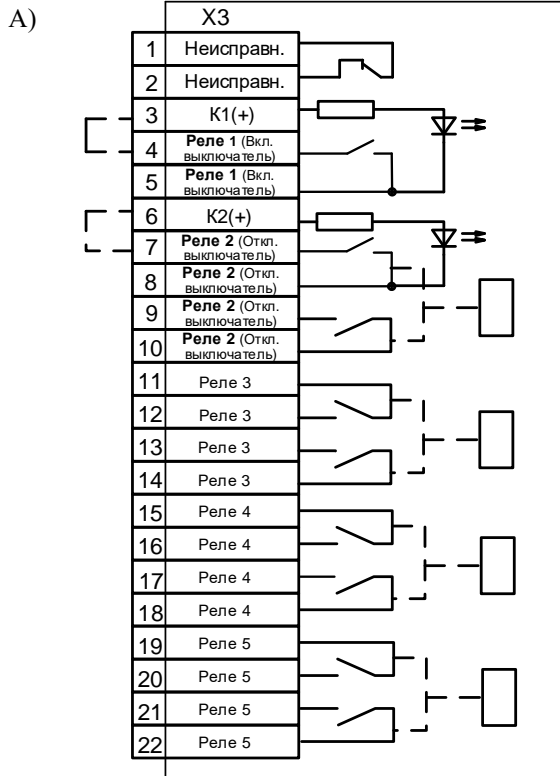 А)
X3
1 Неисправн.
2 Неисправн.
3 К1(+)
4 Реле 1 (Вкл.
выключатель)
5 Реле 1 (Вкл.
выключатель)
6 К2(+)
7 Реле 2 (Откл.
выключатель)
8 Реле 2 (Откл.
выключатель)
9 Реле 2 (Откл.
выключатель)
10 Реле 2 (Откл.
выключатель)
11 Реле 3
12 Реле 3
13 Реле 3
14 Реле 3
15 Реле 4
16 Реле 4
17 Реле 4
18 Реле 4
19 Реле 5
20 Реле 5
21 Реле 5
22 Реле 5